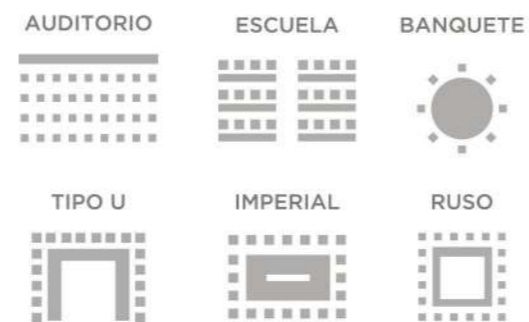 AUDITORIO
ESCUELA
BANQUETE
TIPO U
IMPERIAL
RUSO